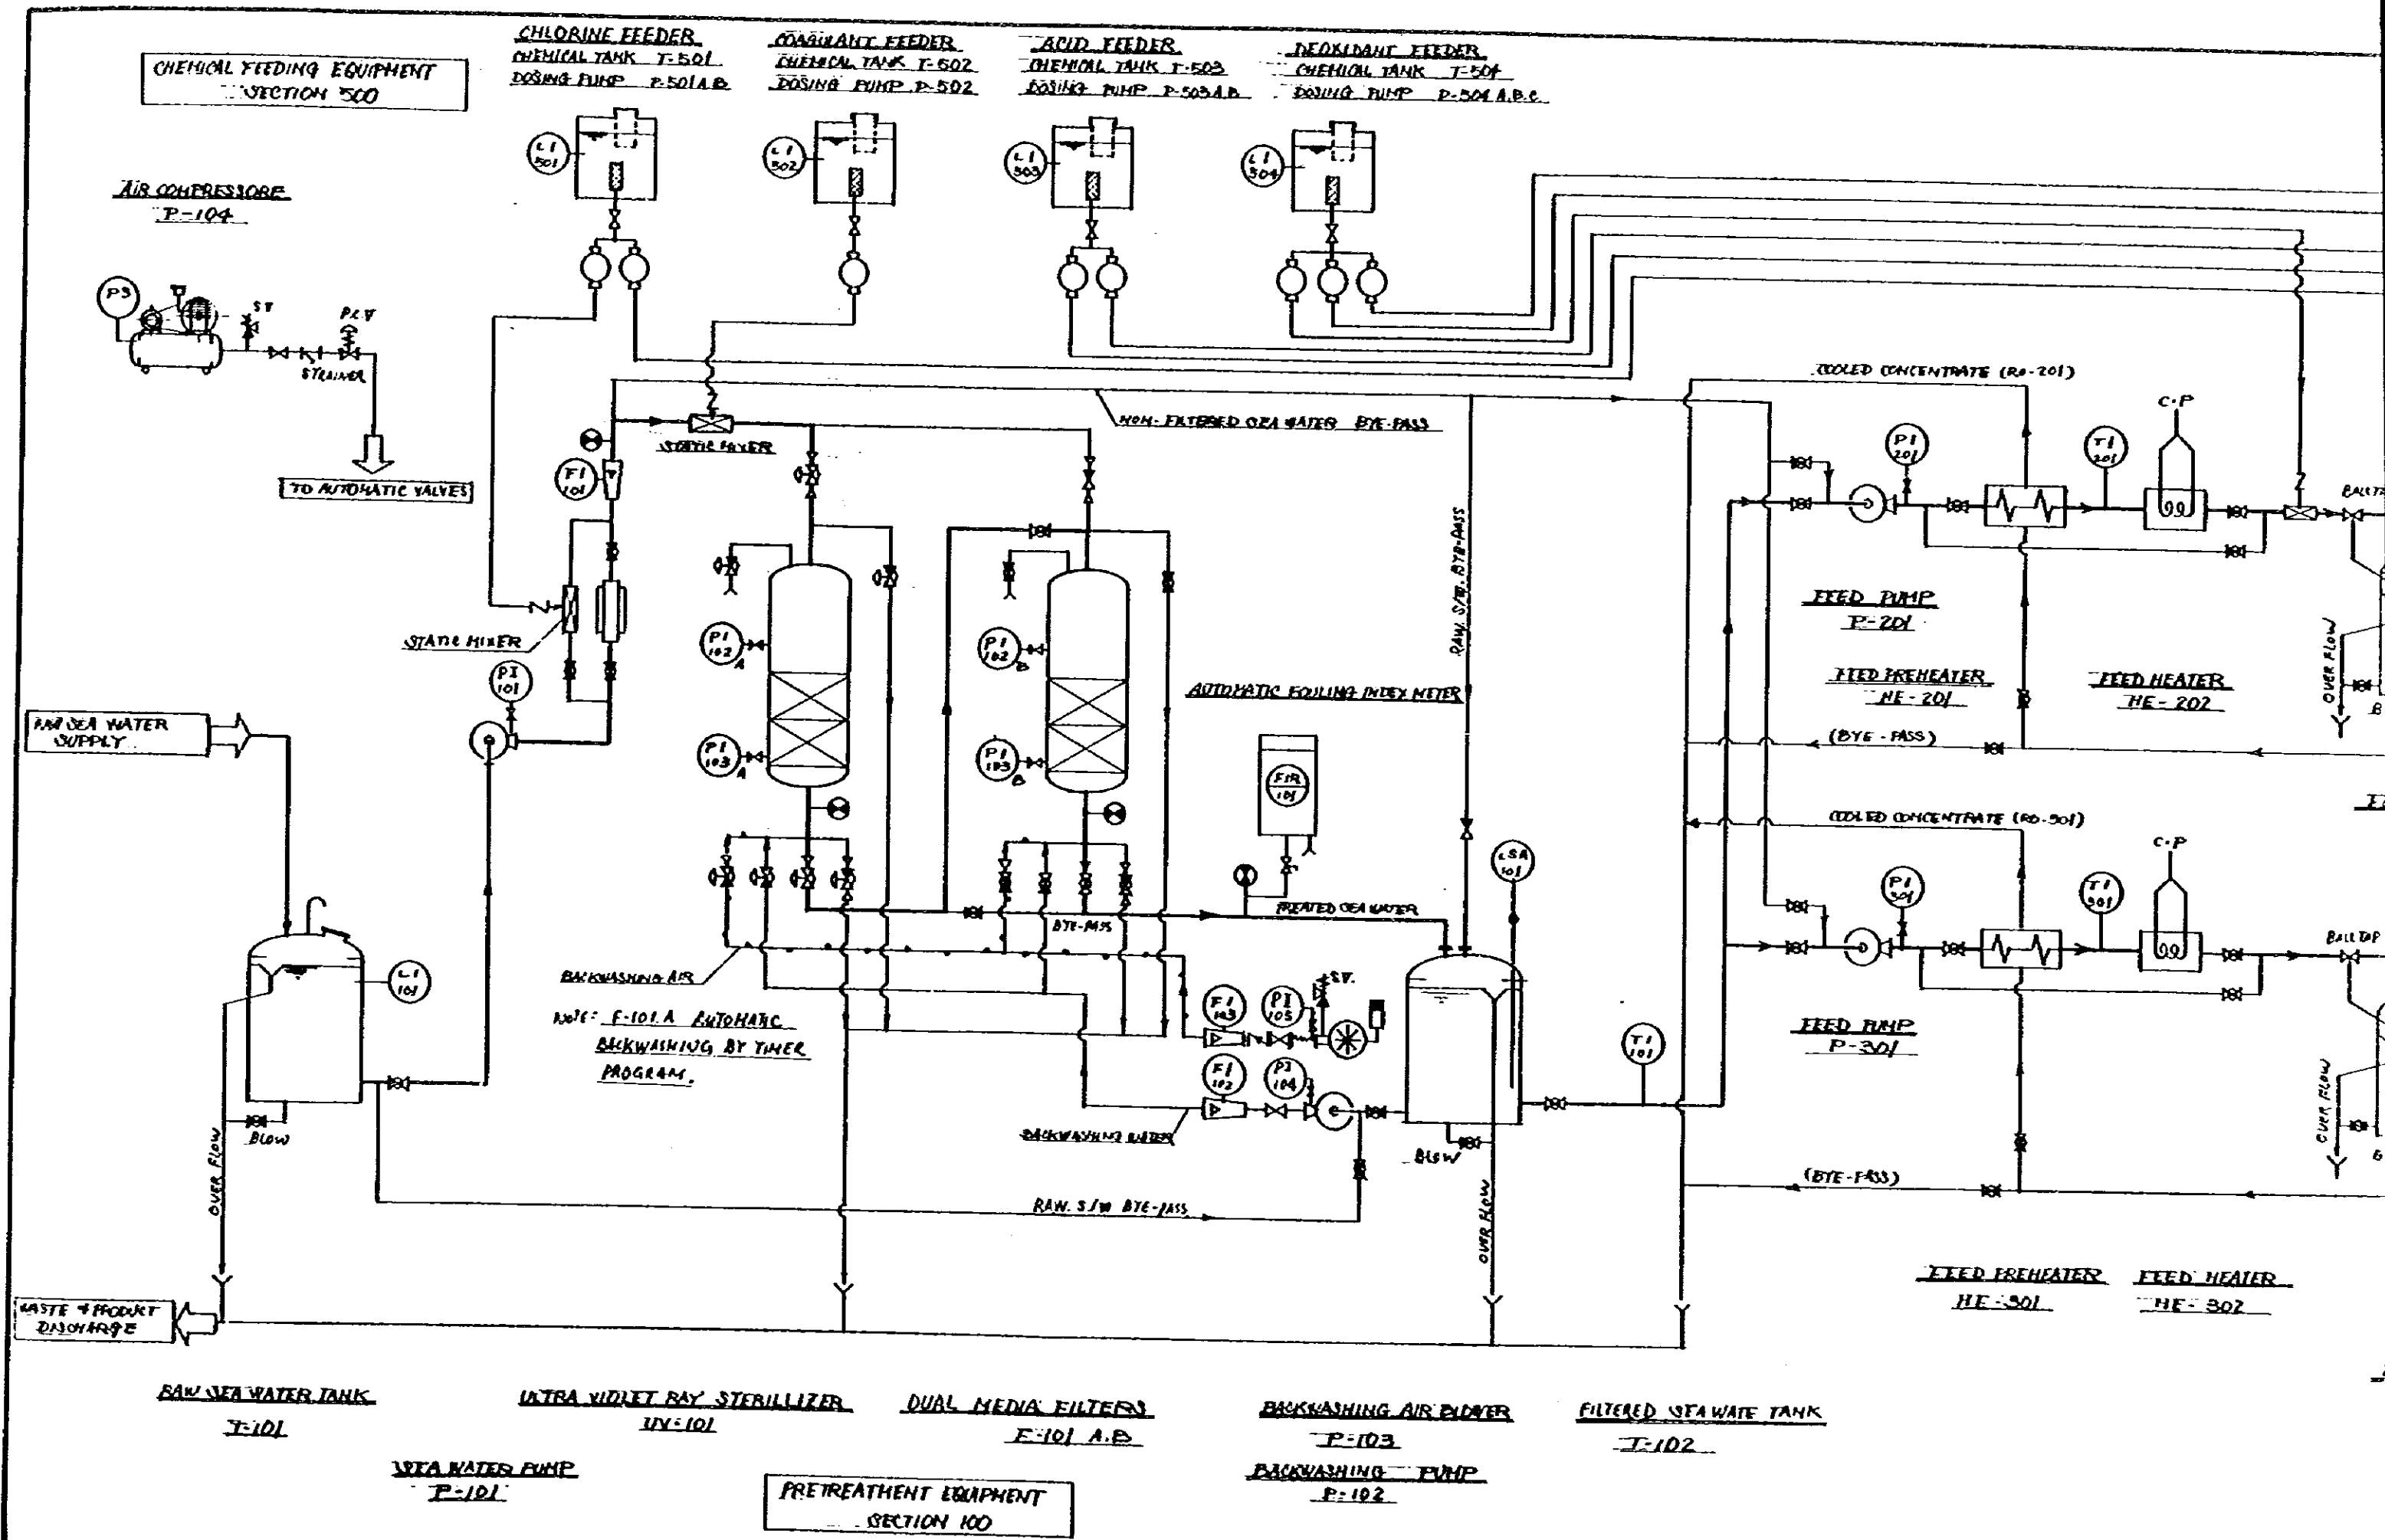 CHEMICAL FEEDING EQUIPMENT
SECTION 500
CHLORINE FEEDER
CHEMICAL TANK T-501
DOSING PUMP P-501A.B
COAGULANT FEEDER
CHEMICAL TANK T-502
DOSING PUMP P-502
ACID FEEDER
CHEMICAL TANK T-503
DOSING PUMP P-503A.B
DEOXIDANT FEEDER
CHEMICAL TANK T-504
DOSING PUMP P-504 A.B.C
LI
501
LI
502
LI
503
LI
504
AIR COMPRESSORE
P-104
PS
SV
P.C.V
STRAINER
TO AUTOMATIC VALVES
STATIC MIXER
FI
101
NON-FILTERED SEA WATER BYE-PASS
RAW. S/W. BYE-PASS
COOLED CONCENTRATE (RO-201)
C.P
PI
201
TI
201
FEED PUMP
P-201
FEED PREHEATER
HE-201
FEED HEATER
HE-202
OVER FLOW
(BYE-PASS)
STATIC MIXER
PI
101
PI
102
A
PI
102
B
PI
103
A
PI
103
B
AUTOMATIC FOULING INDEX METER
FIR
101
RAW SEA WATER
SUPPLY
COOLED CONCENTRATE (RO-301)
C.P
LSA
101
PI
301
TI
301
BALL TAP
TREATED SEA WATER
BYE-PASS
LI
101
BACKWASHING AIR
NOTE: F-101.A AUTOMATIC
BACKWASHING BY TIMER
PROGRAM.
FI
103
PI
105
SV.
FI
102
PI
104
TI
101
FEED PUMP
P-301
BACKWASHING WATER
BLOW
BLOW
OVER FLOW
RAW. S/W BYE-PASS
OVER FLOW
OVER FLOW
(BYE-PASS)
FEED PREHEATER
HE-301
FEED HEATER
HE-302
WASTE & PRODUCT
DISCHARGE
RAW SEA WATER TANK
T-101
ULTRA VIOLET RAY STERILLIZER
UV-101
DUAL MEDIA FILTERS
F-101 A.B
BACKWASHING AIR BLOWER
P-103
FILTERED SEA WATE TANK
T-102
SEA WATER PUMP
P-101
BACKWASHING PUMP
P-102
PRETREATMENT EQUIPMENT
SECTION 100